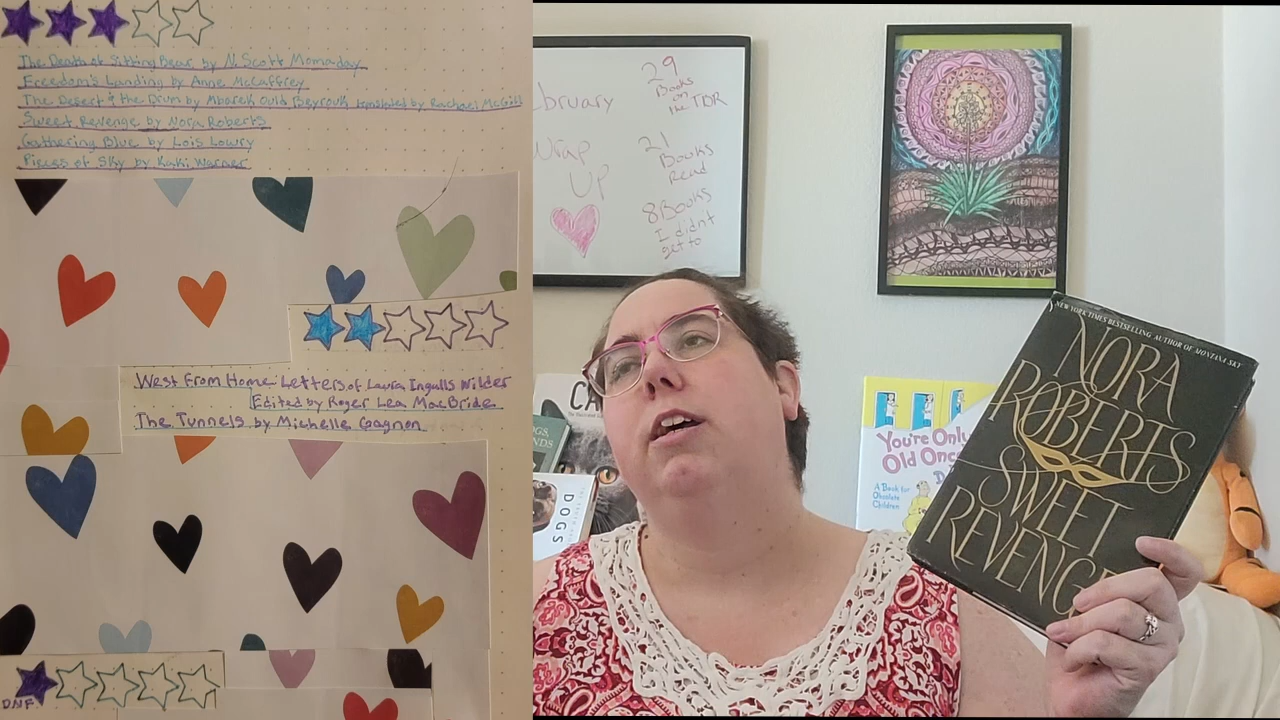 The Death of Sitting Bear by N. Scott Momaday
Freedom's Landing by Anne McCaffrey
The Desert & the Drum by Mbarek Ould Beyrouk translated by Rachael McGill
Sweet Revenge by Nora Roberts
Gathering Blue by Lois Lowry
Pieces of Sky by Kaki Warner
West From Home: Letters of Laura Ingalls Wilder
Edited by Roger Lea MacBride
The Tunnels by Michelle Gagnon
DNF
ebruary
Wrap
Up
29
Books
on
the TBR
21
Books
Read
8 Books
I didn't
get to
CA
DOGS
You're Only
Old Once
D
A Book for
Obsolete
Children
NEW YORK TIMES BESTSELLING AUTHOR OF MONTANA SKY
NORA
ROBERTS
SWEET
REVENGE